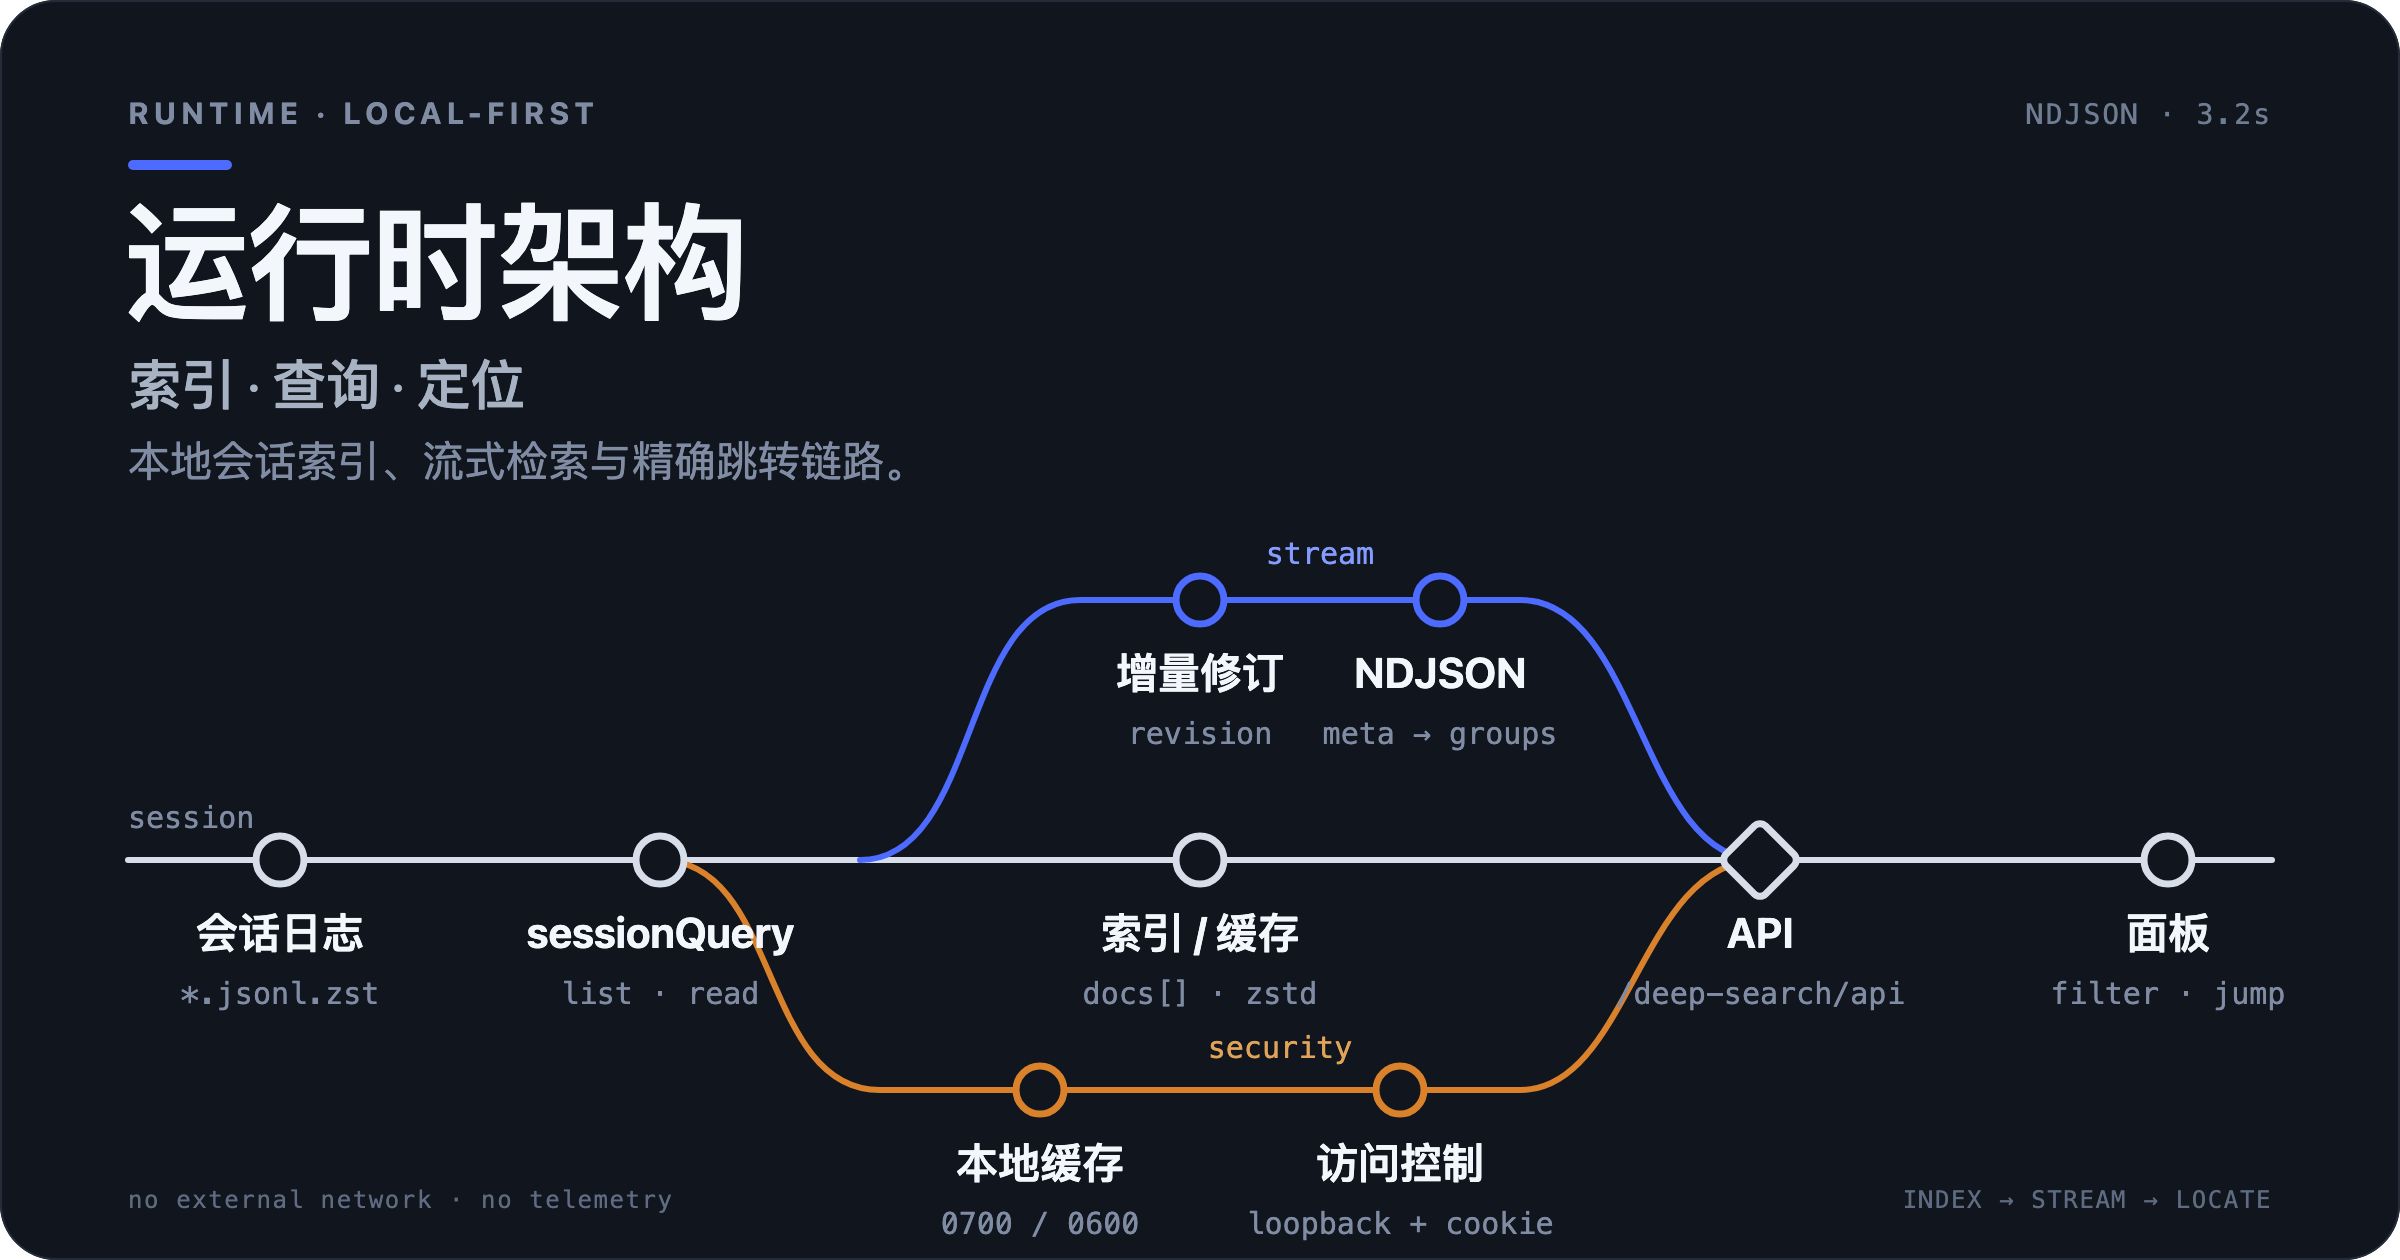 RUNTIME · LOCAL-FIRST
NDJSON · 3.2s
运行时架构
索引 · 查询 · 定位
本地会话索引、流式检索与精确跳转链路。
stream
增量修订
NDJSON
revision
meta → groups
session
会话日志
sessionQuery
索引 / 缓存
API
面板
*.jsonl.zst
list · read
docs[] · zstd
/deep-search/api
filter · jump
security
本地缓存
访问控制
0700 / 0600
loopback + cookie
no external network · no telemetry
INDEX → STREAM → LOCATE